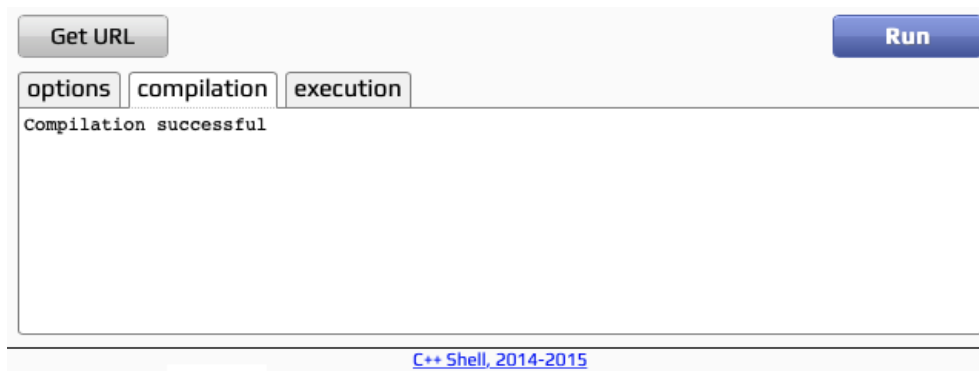 Get URL
Run
options compilation execution
Compilation successful
C++ Shell, 2014-2015